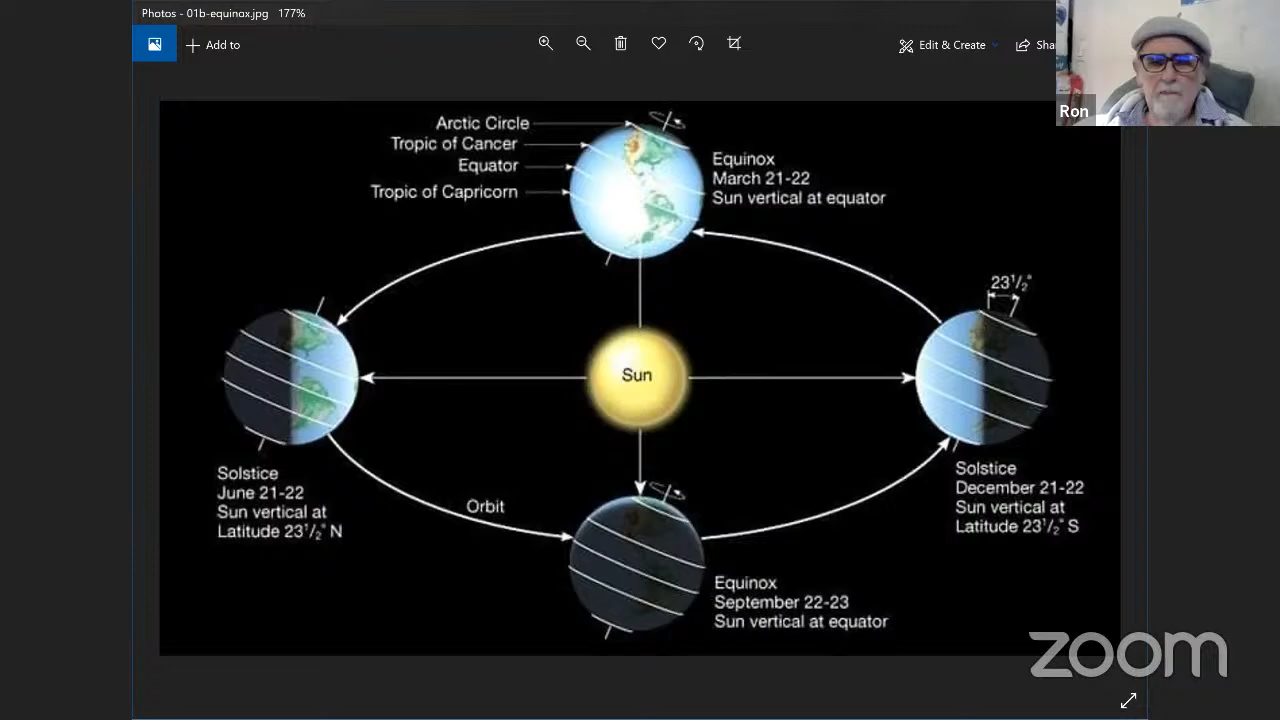 Photos - 01b-equinox.jpg 177%
Add to
Edit & Create
Sha
Ron
Arctic Circle
Tropic of Cancer
Equator
Tropic of Capricorn
Equinox
March 21-22
Sun vertical at equator
23¹/₂°
Sun
Solstice
June 21-22
Sun vertical at
Latitude 23¹/₂° N
Orbit
Solstice
December 21-22
Sun vertical at
Latitude 23¹/₂° S
Equinox
September 22-23
Sun vertical at equator
zoom